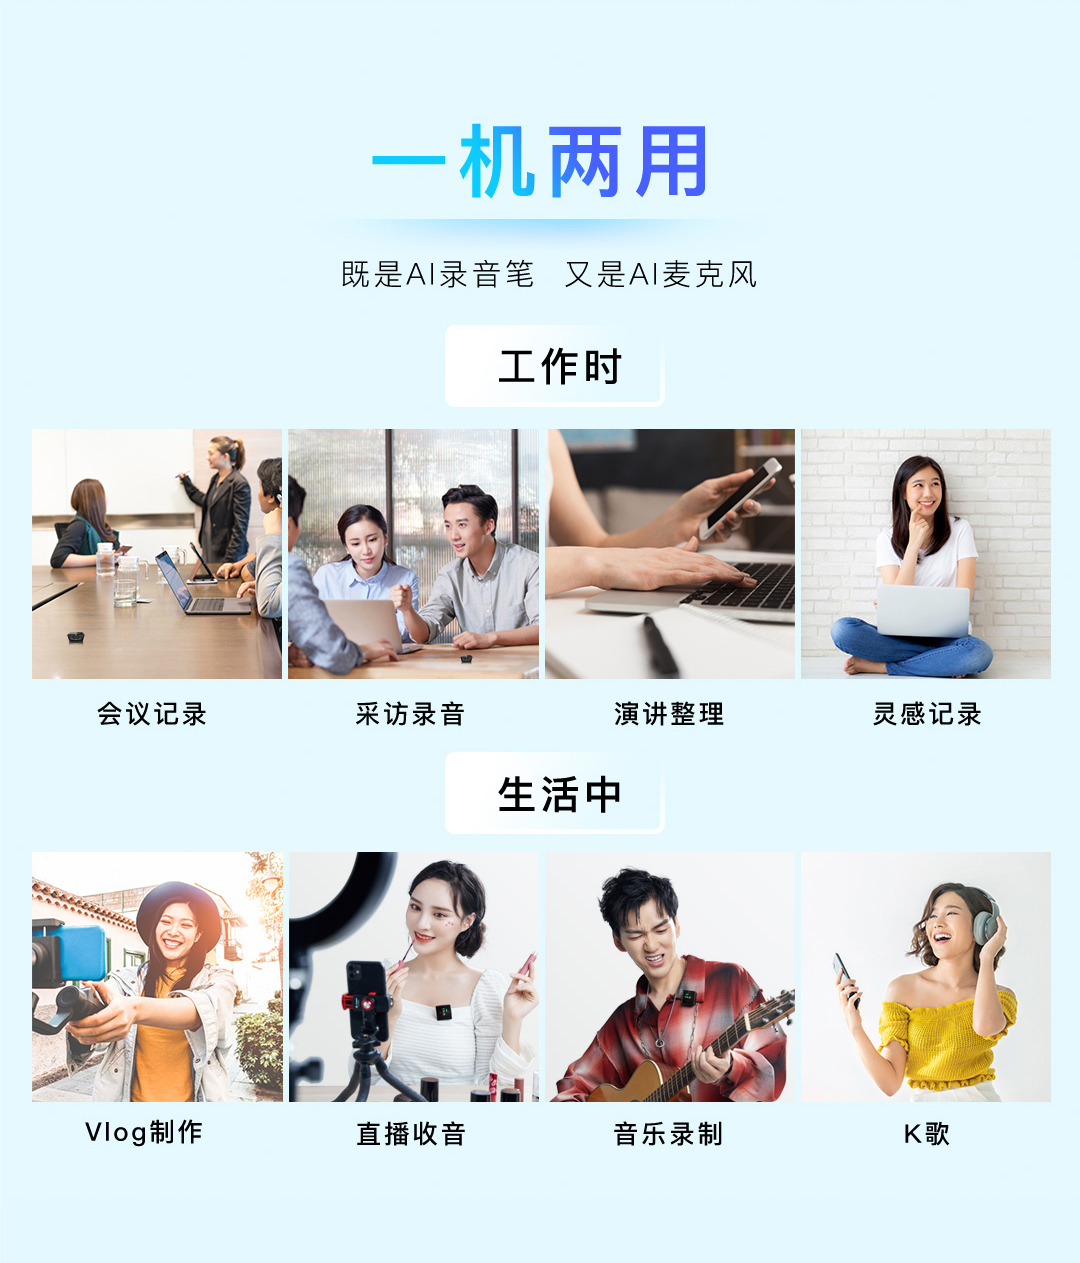 一机两用
既是AI录音笔 又是AI麦克风
工作时
会议记录 采访录音 演讲整理 灵感记录
生活中
Vlog制作 直播收音 音乐录制 K歌